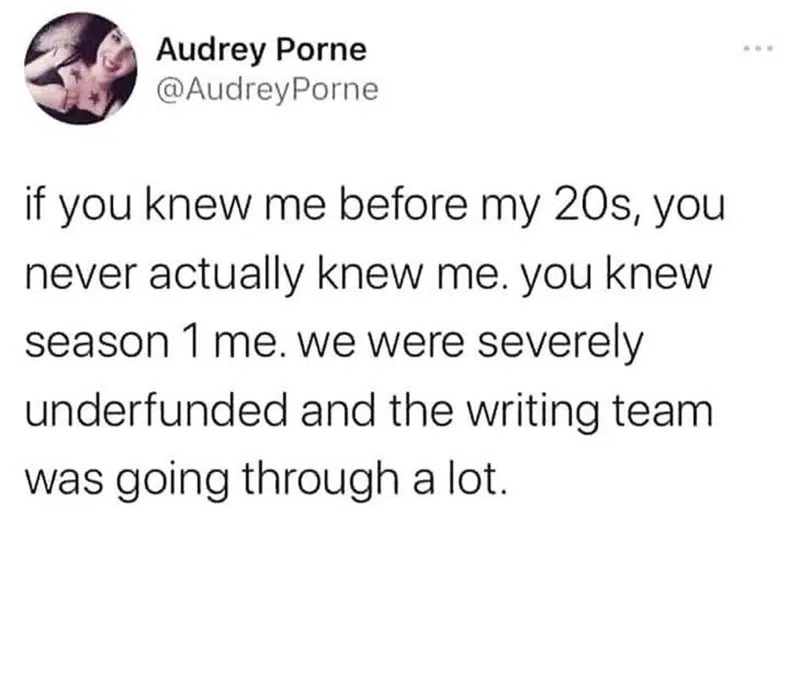 Audrey Porne
@AudreyPorne
if you knew me before my 20s, you
never actually knew me. you knew
season 1 me. we were severely
underfunded and the writing team
was going through a lot.